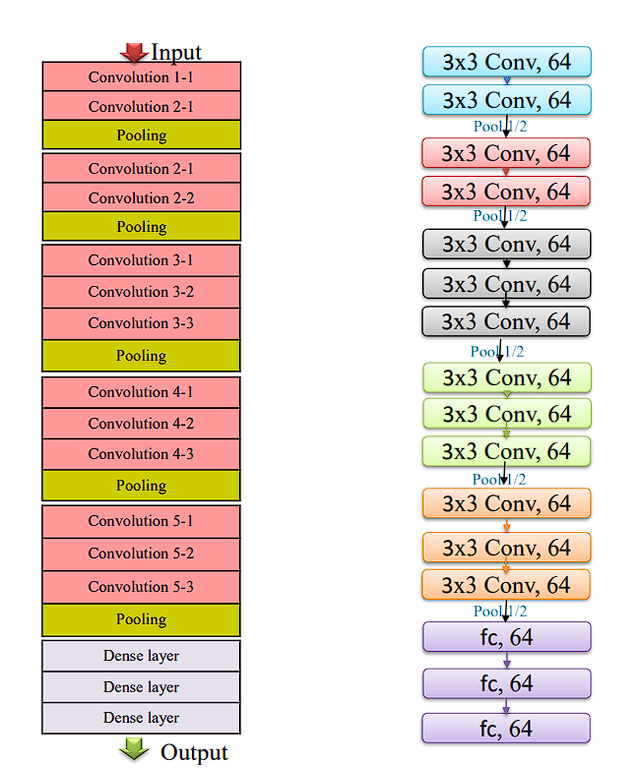 Input
Convolution 1-1
Convolution 2-1
Pooling
Convolution 2-1
Convolution 2-2
Pooling
Convolution 3-1
Convolution 3-2
Convolution 3-3
Pooling
Convolution 4-1
Convolution 4-2
Convolution 4-3
Pooling
Convolution 5-1
Convolution 5-2
Convolution 5-3
Pooling
Dense layer
Dense layer
Dense layer
Output
3x3 Conv, 64
3x3 Conv, 64
Pool 1/2
3x3 Conv, 64
3x3 Conv, 64
Pool 1/2
3x3 Conv, 64
3x3 Conv, 64
3x3 Conv, 64
Pool 1/2
3x3 Conv, 64
3x3 Conv, 64
3x3 Conv, 64
Pool 1/2
3x3 Conv, 64
3x3 Conv, 64
3x3 Conv, 64
Pool 1/2
fc, 64
fc, 64
fc, 64